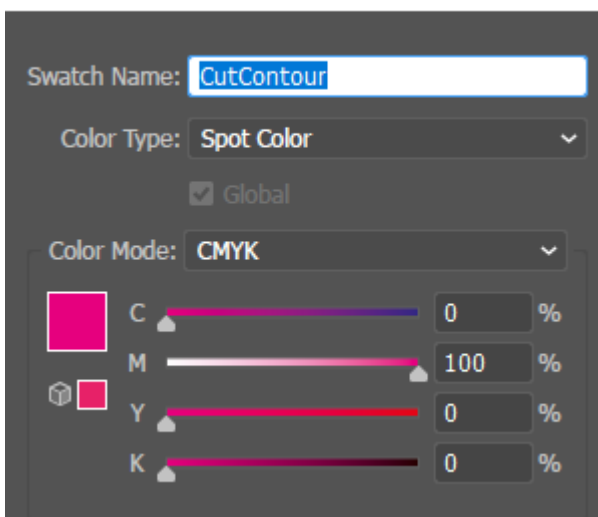 Swatch Name: CutContour
Color Type: Spot Color
Global
Color Mode: CMYK
C 0 %
M 100 %
Y 0 %
K 0 %